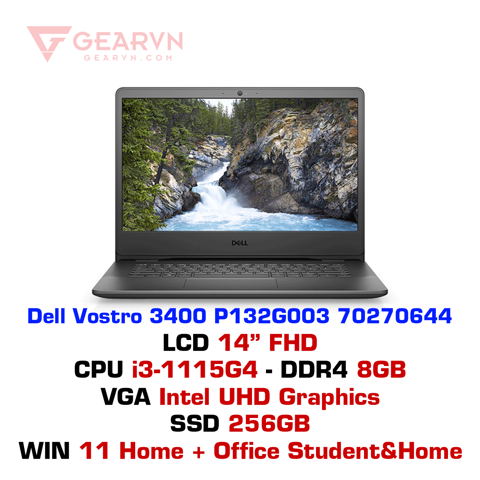 GEARVN
GEARVN.COM
DELL
Dell Vostro 3400 P132G003 70270644
LCD 14” FHD
CPU i3-1115G4 - DDR4 8GB
VGA Intel UHD Graphics
SSD 256GB
WIN 11 Home + Office Student&Home